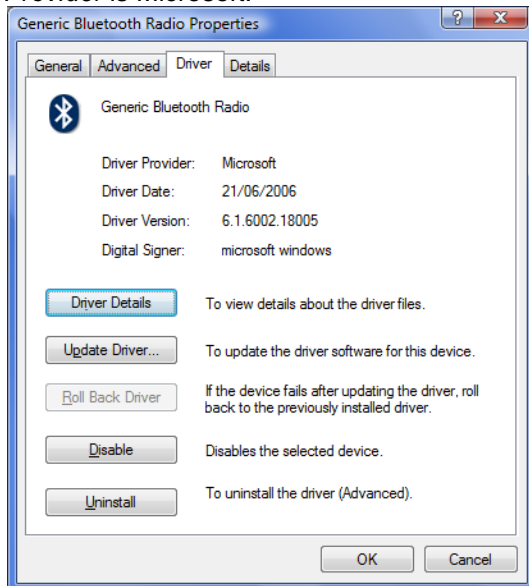 Provider is Microsoft.
Generic Bluetooth Radio Properties
General Advanced Driver Details
Generic Bluetooth Radio
Driver Provider: Microsoft
Driver Date: 21/06/2006
Driver Version: 6.1.6002.18005
Digital Signer: microsoft windows
Driver Details To view details about the driver files.
Update Driver... To update the driver software for this device.
Roll Back Driver If the device fails after updating the driver, roll
back to the previously installed driver.
Disable Disables the selected device.
Uninstall To uninstall the driver (Advanced).
OK Cancel